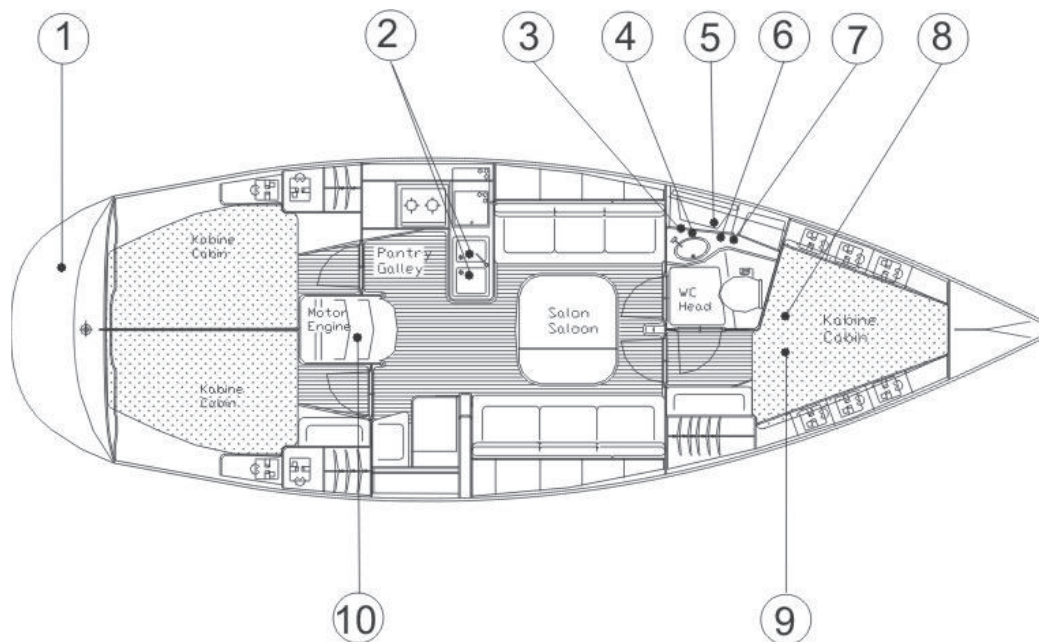 1
2
3
4
5
6
7
8
Kabine
Cabin
Pantry
Galley
Motor
Engine
Salon
Saloon
WC
Head
Kabine
Cabin
Kabine
Cabin
10
9